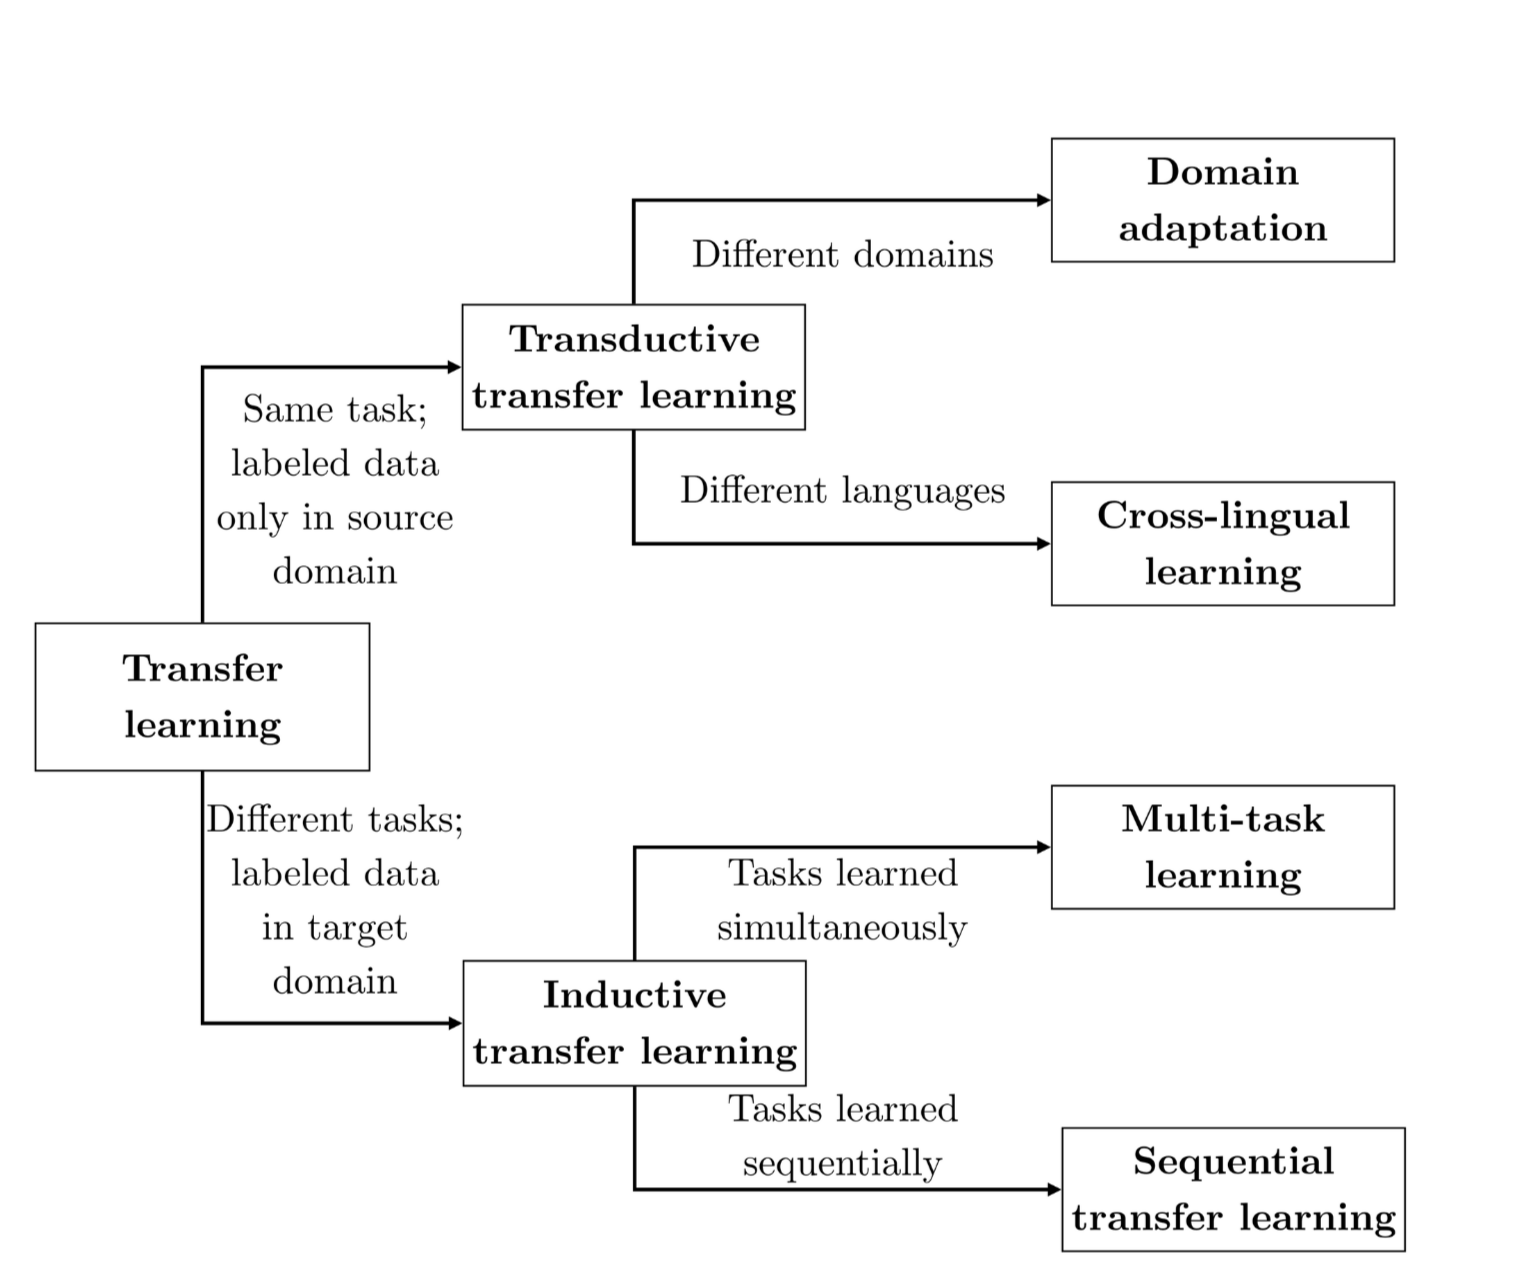 Domain
adaptation
Different domains
Transductive
transfer learning
Same task;
labeled data
only in source
domain
Different languages
Cross-lingual
learning
Transfer
learning
Different tasks;
labeled data
in target
domain
Multi-task
learning
Tasks learned
simultaneously
Inductive
transfer learning
Tasks learned
sequentially
Sequential
transfer learning